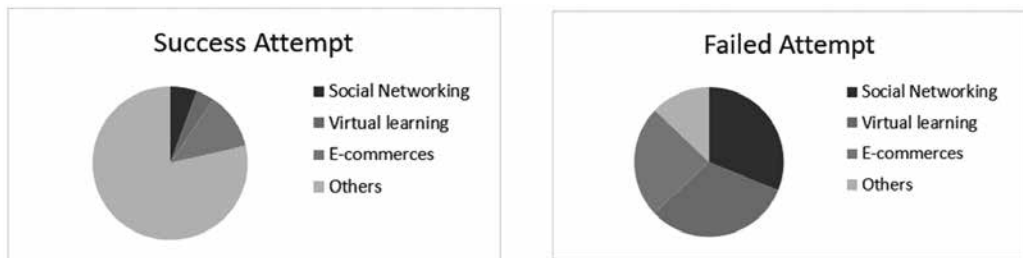 Success Attempt
Social Networking
Virtual learning
E-commerces
Others
Failed Attempt
Social Networking
Virtual learning
E-commerces
Others